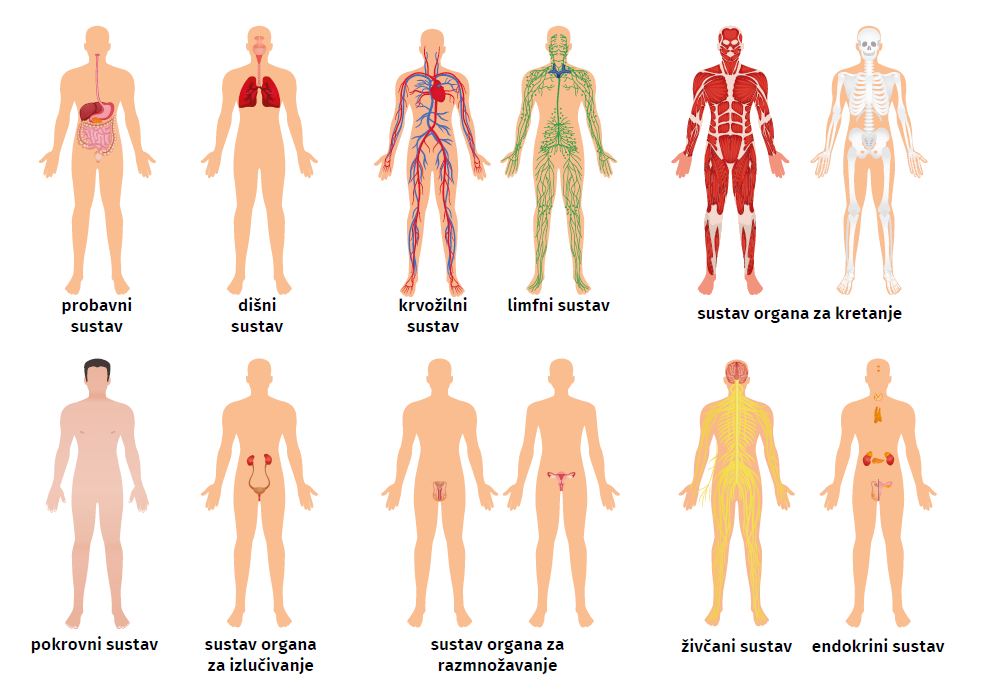 probavni
sustav
dišni
sustav
krvožilni
sustav
limfni sustav
sustav organa za kretanje
pokrovni sustav
sustav organa
za izlučivanje
sustav organa za
razmnožavanje
živčani sustav
endokrini sustav